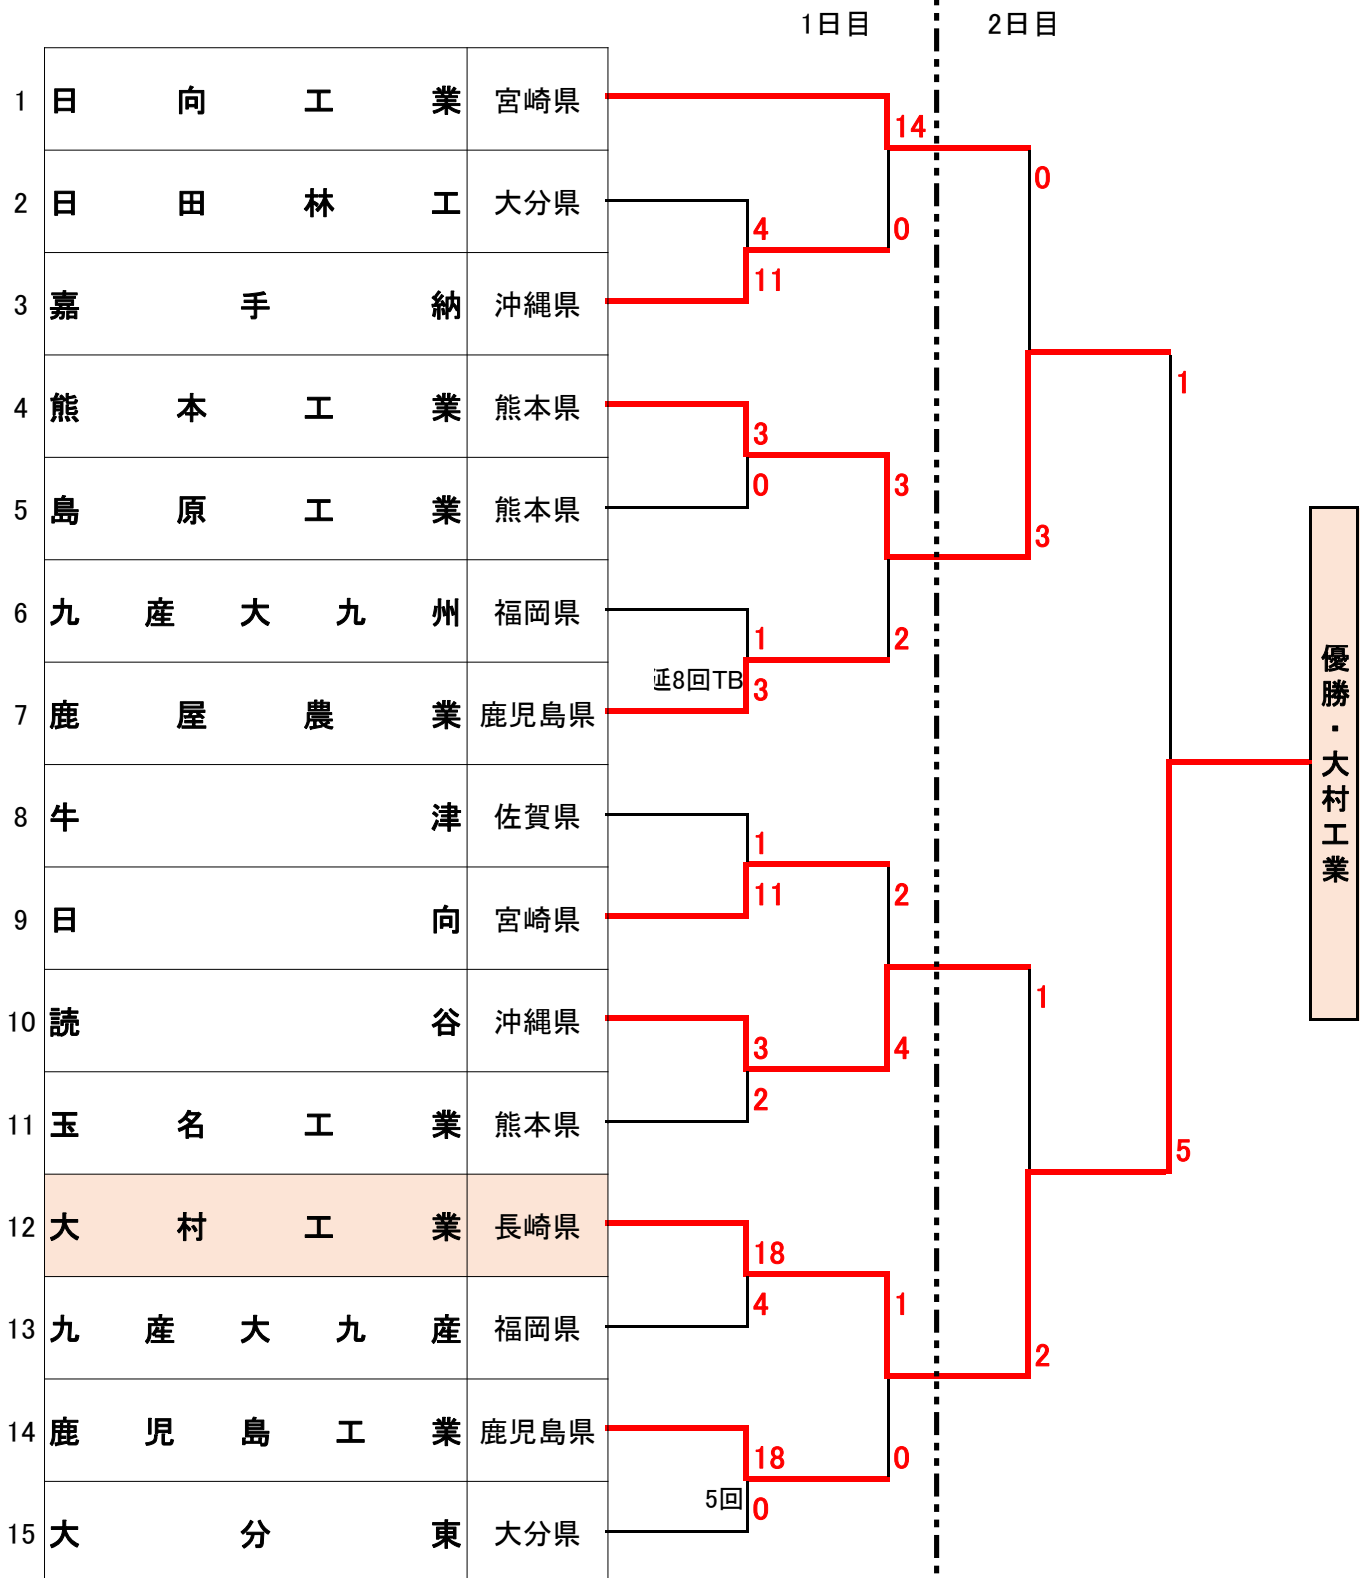 1日目 2日目
1 日向工業 宮崎県
14
0
2 日田林工 大分県
4
0
11
3 嘉手納 沖縄県
1
4 熊本工業 熊本県
3
0
3
5 島原工業 熊本県
3
6 九産大九州 福岡県
1
2
延8回TB
3
7 鹿屋農業 鹿児島県
8 牛津 佐賀県
1
11
2
9 日向 宮崎県
1
10 読谷 沖縄県
3
4
2
11 玉名工業 熊本県
5
12 大村工業 長崎県
18
4
1
13 九産大九産 福岡県
2
14 鹿児島工業 鹿児島県
18
0
5回
0
15 大分東 大分県
優勝・大村工業